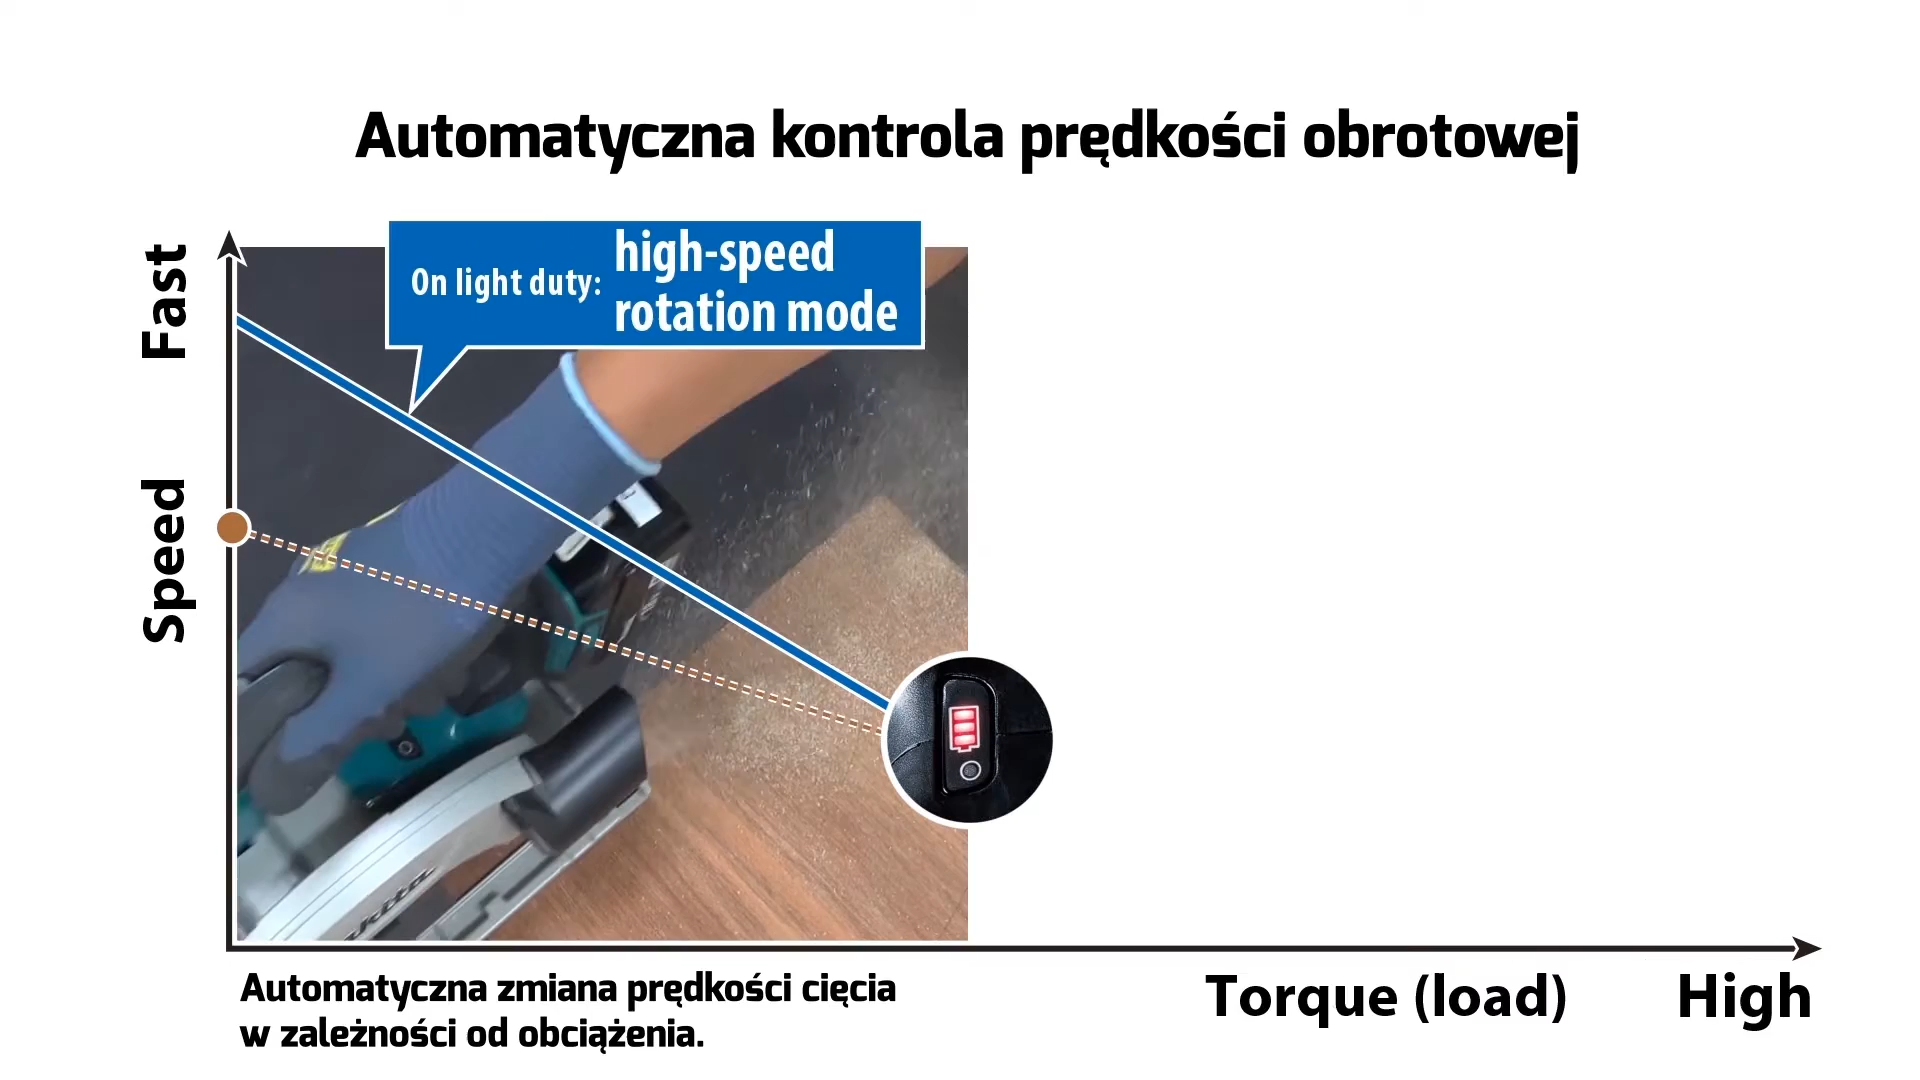 Automatyczna kontrola prędkości obrotowej
Fast
Speed
On light duty:
high-speed
rotation mode
Automatyczna zmiana prędkości cięcia
w zależności od obciążenia.
Torque (load)
High